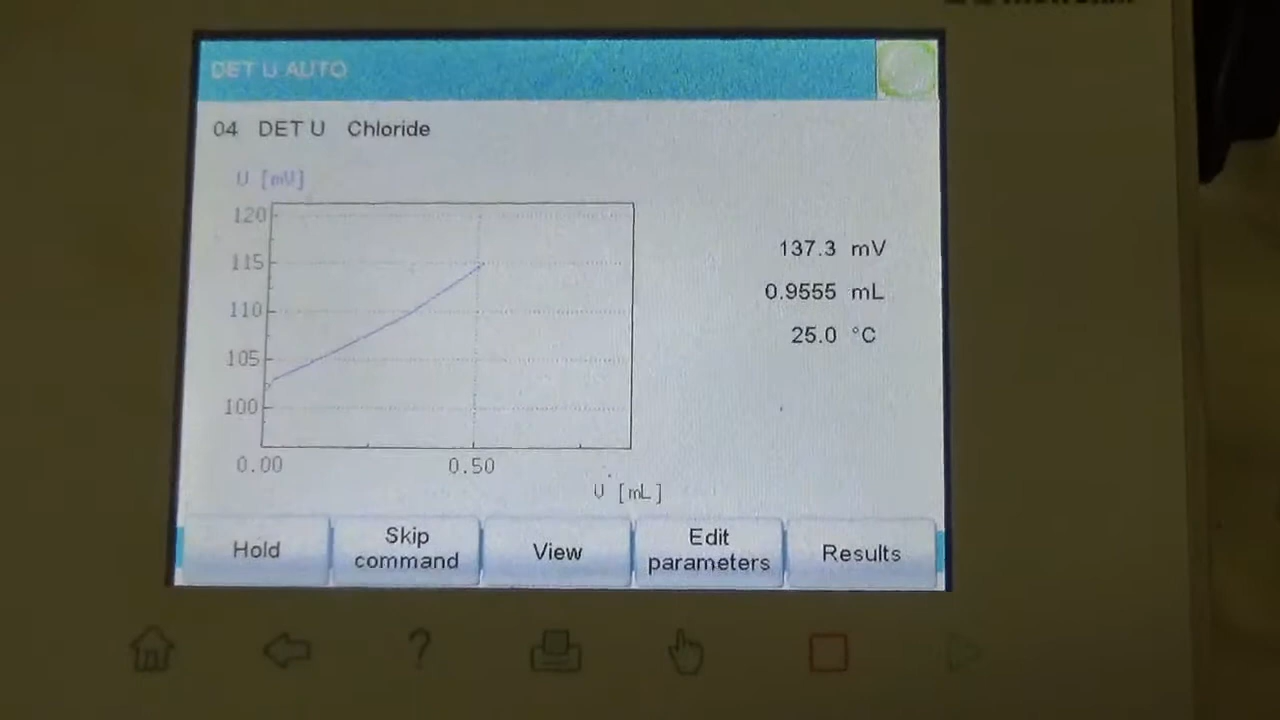 DET U AUTO
04 DET U Chloride
U [mV]
120
115
110
105
100
0.00 0.50
V [mL]
137.3 mV
0.9555 mL
25.0 °C
Hold
Skip
command
View
Edit
parameters
Results
?